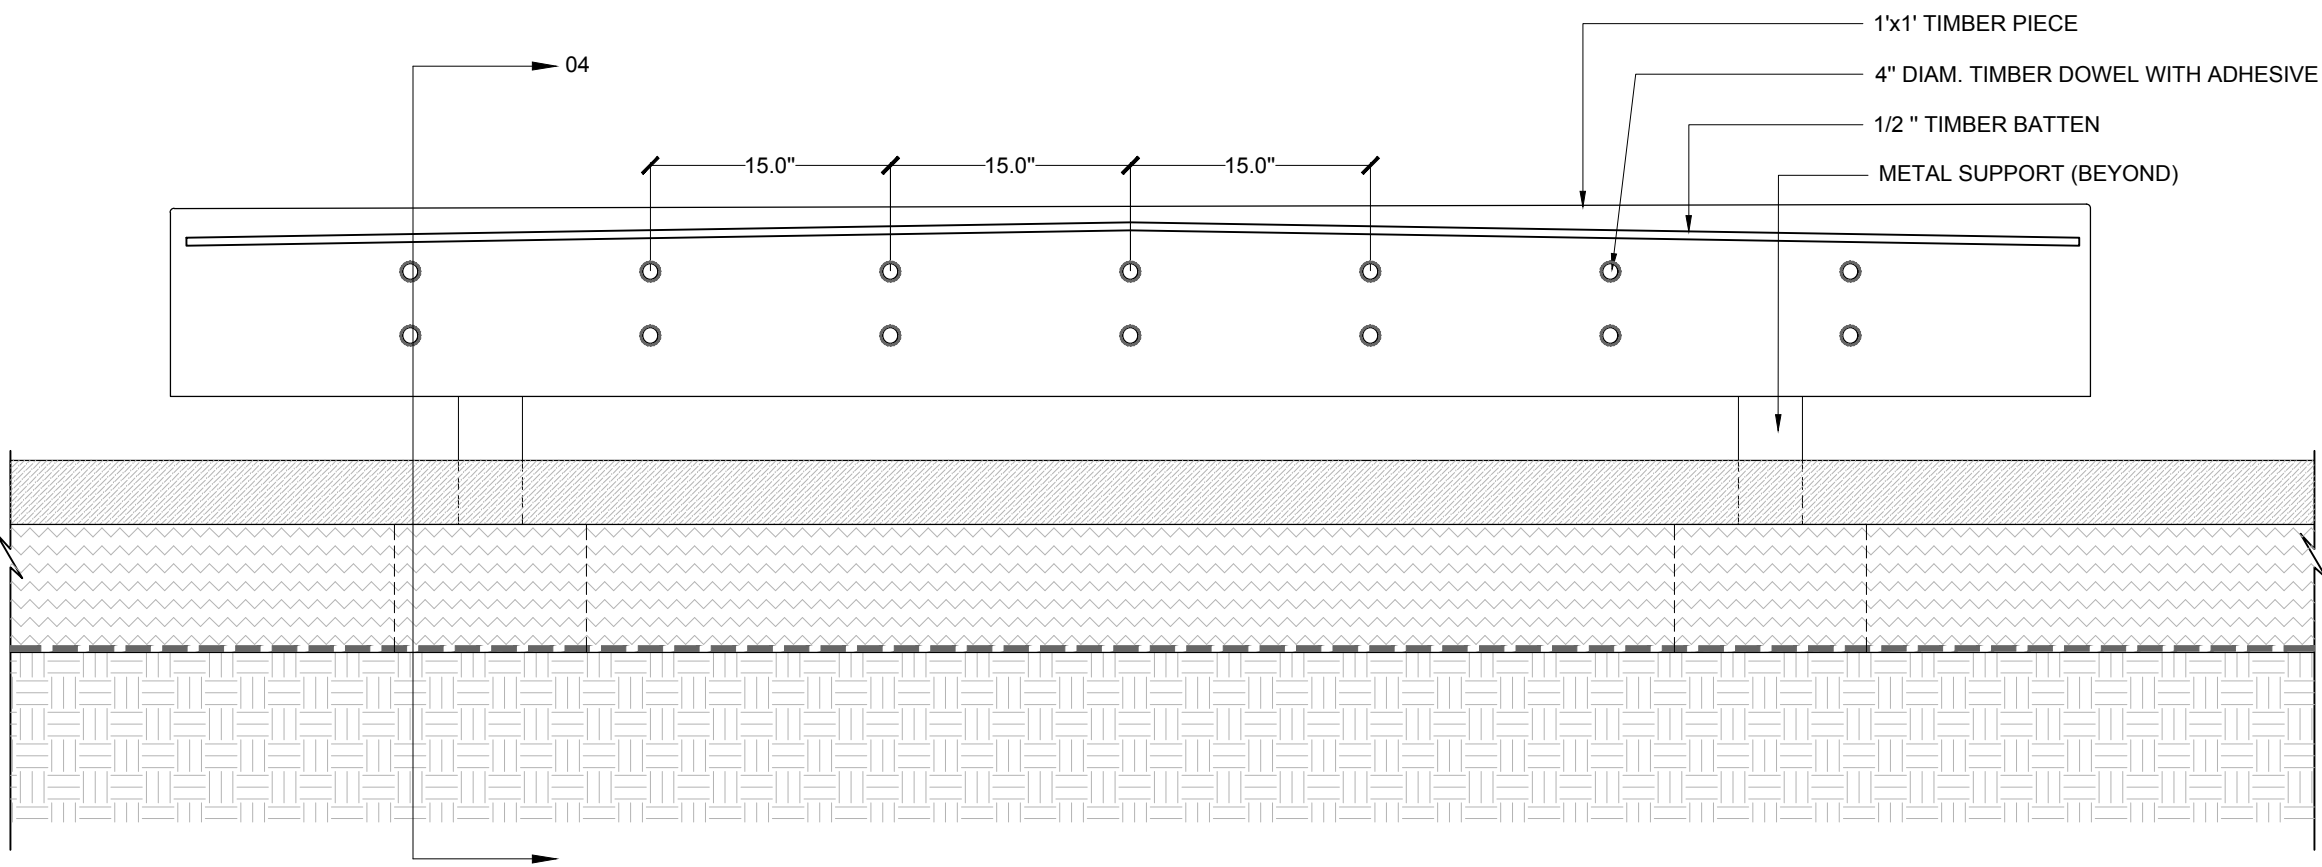 1'x1' TIMBER PIECE
04
4" DIAM. TIMBER DOWEL WITH ADHESIVE
1/2 " TIMBER BATTEN
15.0" 15.0" 15.0"
METAL SUPPORT (BEYOND)